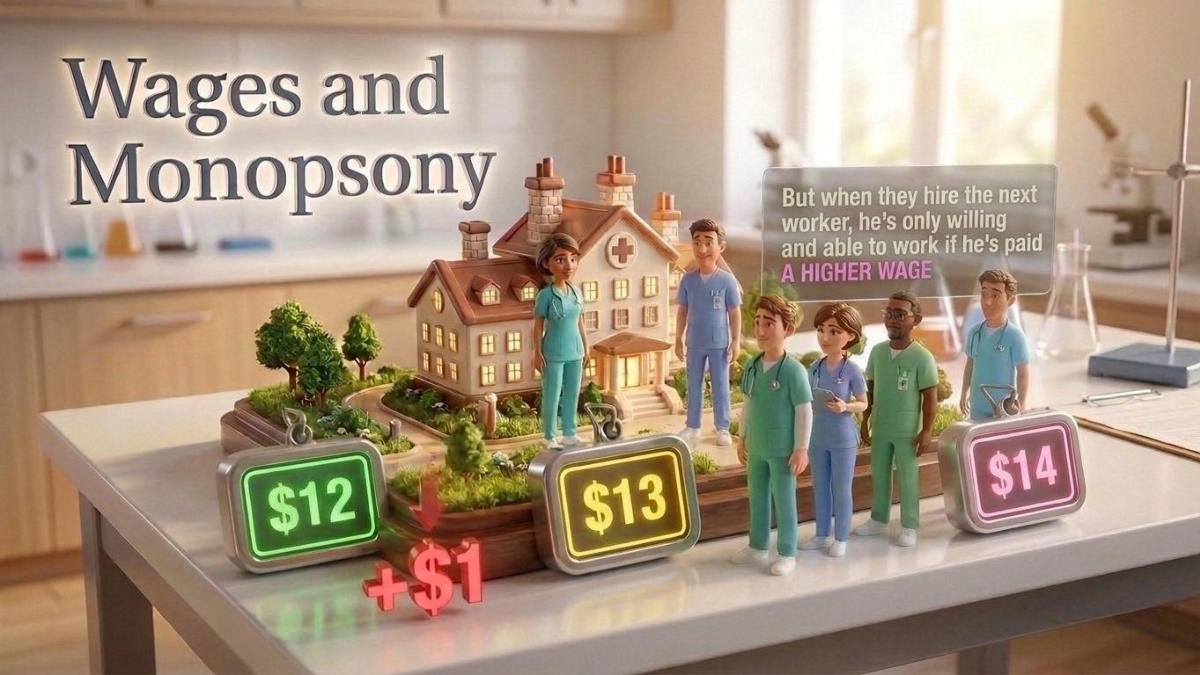 Wages and
Monopsony
But when they hire the next
worker, he's only willing
and able to work if he's paid
A HIGHER WAGE
$12
$13
$14
+$1